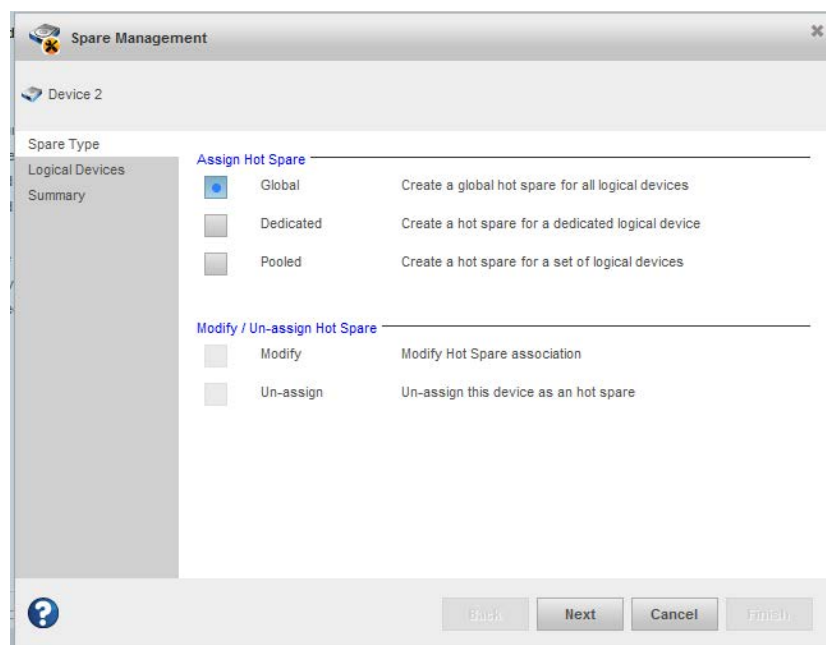 Spare Management
Device 2
Spare Type
Logical Devices
Summary
Assign Hot Spare
Global Create a global hot spare for all logical devices
Dedicated Create a hot spare for a dedicated logical device
Pooled Create a hot spare for a set of logical devices
Modify / Un-assign Hot Spare
Modify Modify Hot Spare association
Un-assign Un-assign this device as an hot spare
Back Next Cancel Finish